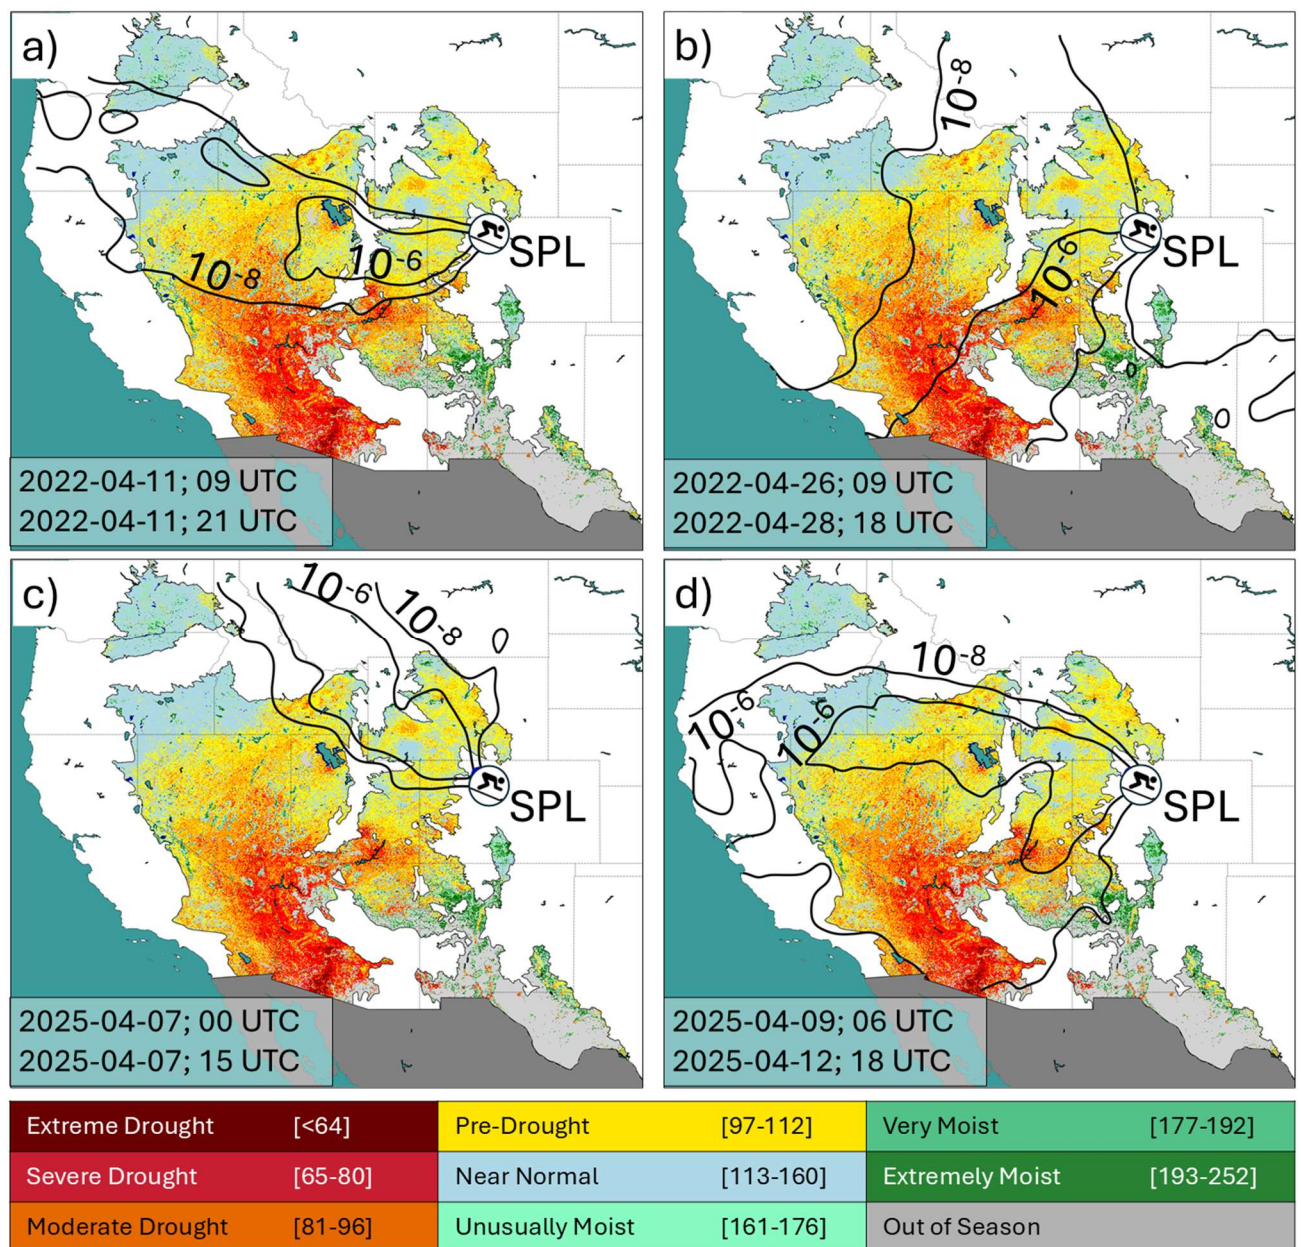 a)
10-8
10-6
SPL
2022-04-11; 09 UTC
2022-04-11; 21 UTC
b)
10-8
10-6
SPL
2022-04-26; 09 UTC
2022-04-28; 18 UTC
c)
10-6
10-8
SPL
2025-04-07; 00 UTC
2025-04-07; 15 UTC
d)
10-8
10-6
10-6
SPL
2025-04-09; 06 UTC
2025-04-12; 18 UTC
Extreme Drought [<64] Pre-Drought [97-112] Very Moist [177-192]
Severe Drought [65-80] Near Normal [113-160] Extremely Moist [193-252]
Moderate Drought [81-96] Unusually Moist [161-176] Out of Season